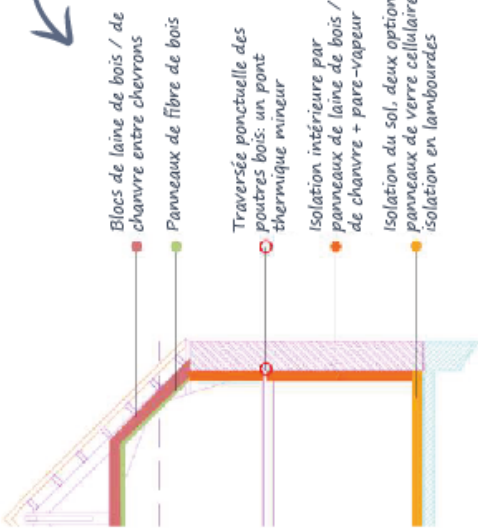 Blocs de laine de bois / de
chanvre entre chevrons
Panneaux de fibre de bois
Traversée ponctuelle des
poutres bois: un pont
thermique mineur
Isolation intérieure par
panneaux de laine de bois /
de chanvre + pare-vapeur
Isolation du sol, deux option
panneaux de verre cellulaire
isolation en lambourdes